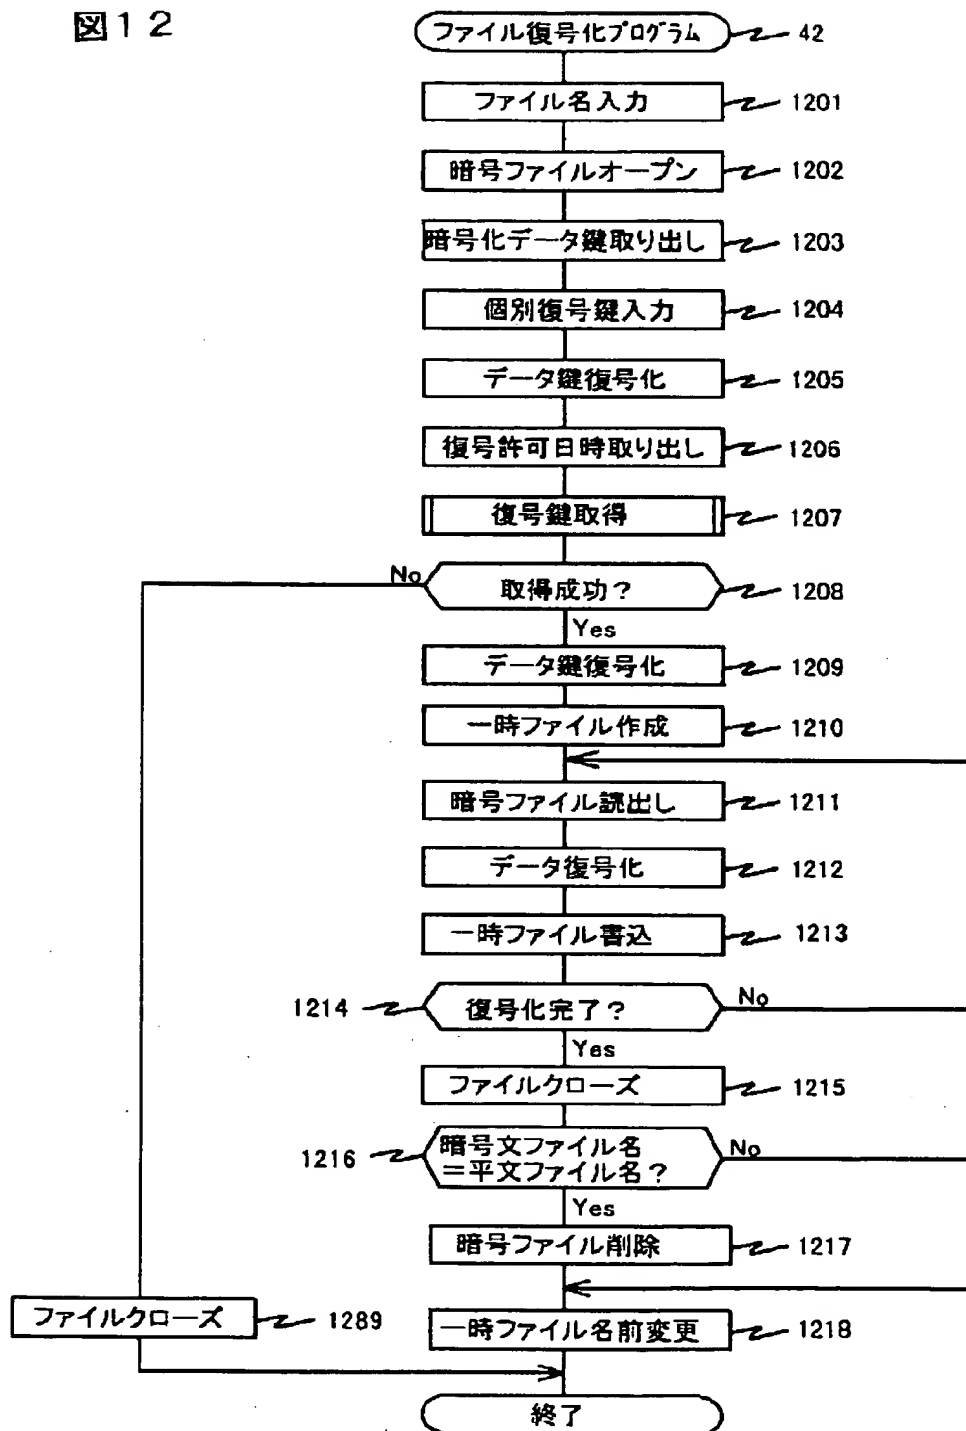 図12
ファイル復号化プログラム 42
ファイル名入力 1201
暗号ファイルオープン 1202
暗号化データ鍵取り出し 1203
個別復号鍵入力 1204
データ鍵復号化 1205
復号許可日時取り出し 1206
復号鍵取得 1207
No 取得成功? 1208
Yes
データ鍵復号化 1209
一時ファイル作成 1210
暗号ファイル読出し 1211
データ復号化 1212
一時ファイル書込 1213
1214 復号化完了? No
Yes
ファイルクローズ 1215
1216 暗号文ファイル名 No
=平文ファイル名?
Yes
暗号ファイル削除 1217
ファイルクローズ 1289
一時ファイル名前変更 1218
終了